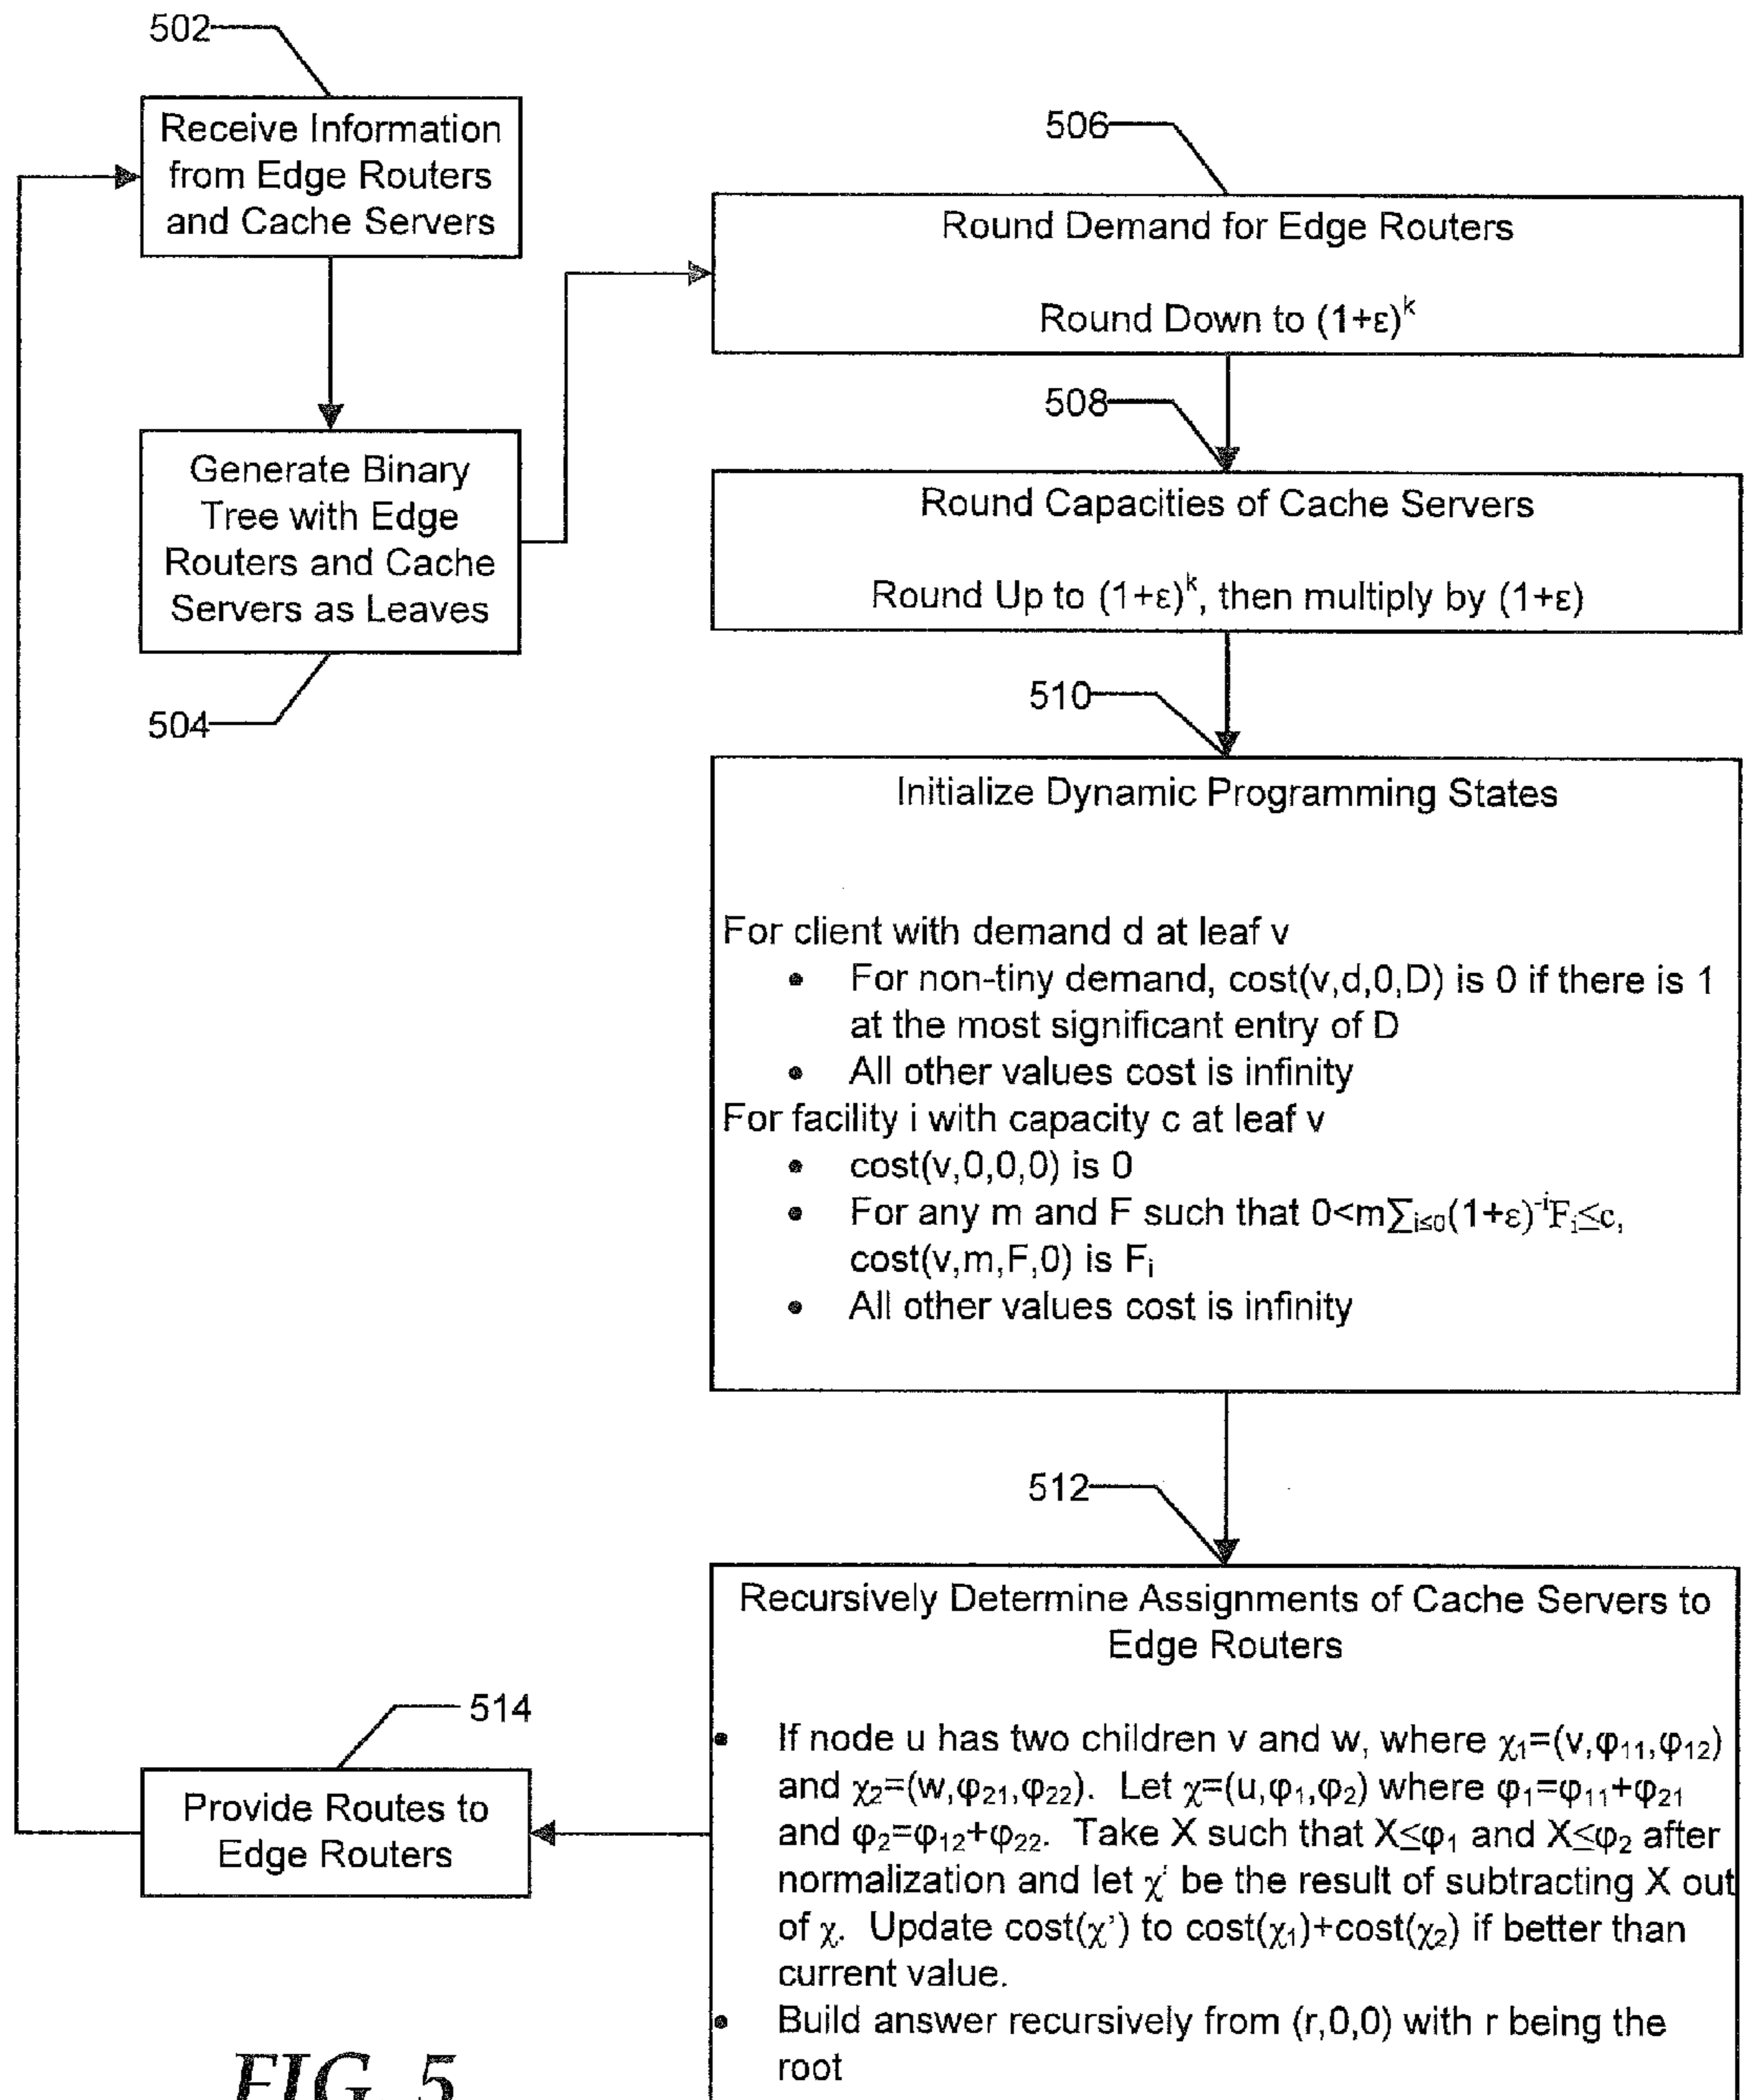 502
Receive Information
from Edge Routers
and Cache Servers
Generate Binary
Tree with Edge
Routers and Cache
Servers as Leaves
504
506
Round Demand for Edge Routers
Round Down to (1+ε)^k
508
Round Capacities of Cache Servers
Round Up to (1+ε)^k, then multiply by (1+ε)
510
Initialize Dynamic Programming States
For client with demand d at leaf v
• For non-tiny demand, cost(v,d,0,D) is 0 if there is 1
at the most significant entry of D
• All other values cost is infinity
For facility i with capacity c at leaf v
• cost(v,0,0,0) is 0
• For any m and F such that 0<m∑_{i≤0}(1+ε)^{-i}F_i≤c,
cost(v,m,F,0) is F_i
• All other values cost is infinity
512
Recursively Determine Assignments of Cache Servers to
Edge Routers
• If node u has two children v and w, where χ₁=(v,φ₁₁,φ₁₂)
and χ₂=(w,φ₂₁,φ₂₂). Let χ=(u,φ₁,φ₂) where φ₁=φ₁₁+φ₂₁
and φ₂=φ₁₂+φ₂₂. Take X such that X≤φ₁ and X≤φ₂ after
normalization and let χ' be the result of subtracting X out
of χ. Update cost(χ') to cost(χ₁)+cost(χ₂) if better than
current value.
• Build answer recursively from (r,0,0) with r being the
root
514
Provide Routes to
Edge Routers
FIG. 5